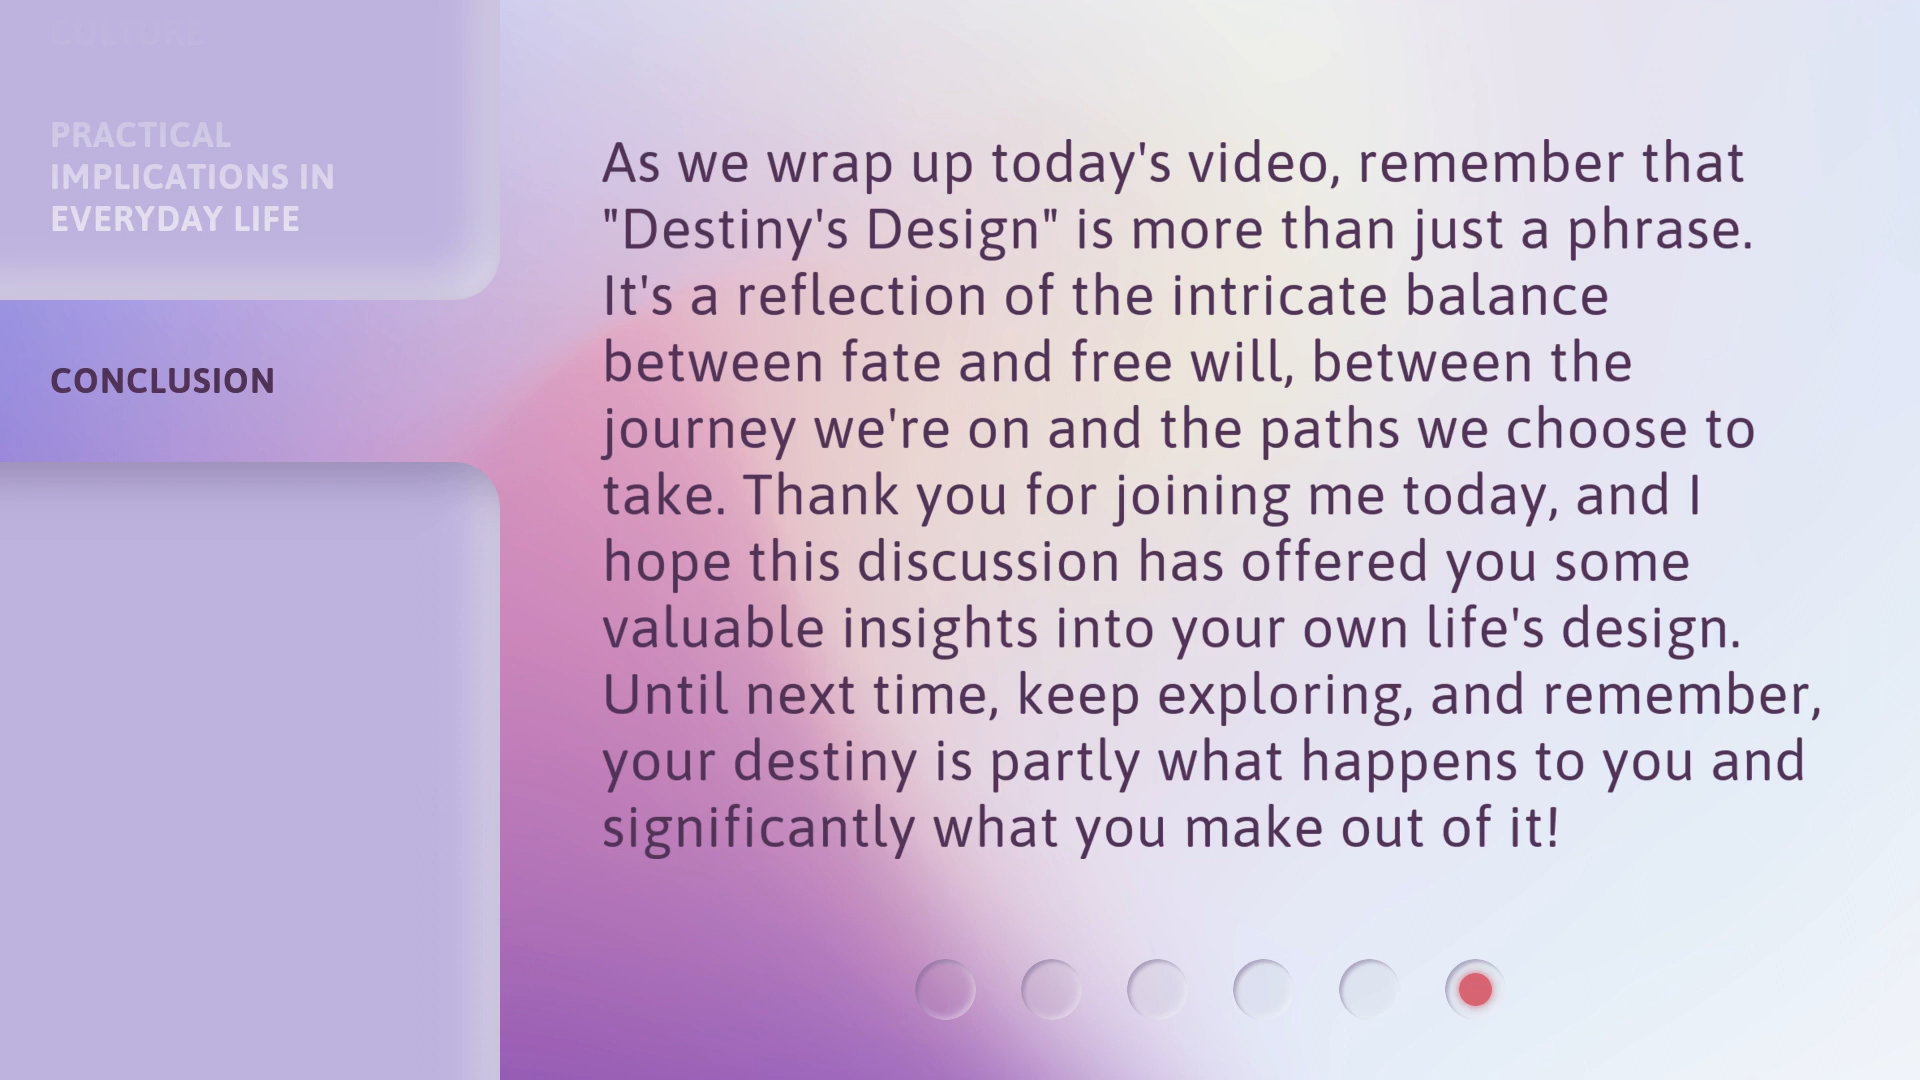 CULTURE
PRACTICAL
IMPLICATIONS IN
EVERYDAY LIFE
CONCLUSION
As we wrap up today's video, remember that
"Destiny's Design" is more than just a phrase.
It's a reflection of the intricate balance
between fate and free will, between the
journey we're on and the paths we choose to
take. Thank you for joining me today, and I
hope this discussion has offered you some
valuable insights into your own life's design.
Until next time, keep exploring, and remember,
your destiny is partly what happens to you and
significantly what you make out of it!